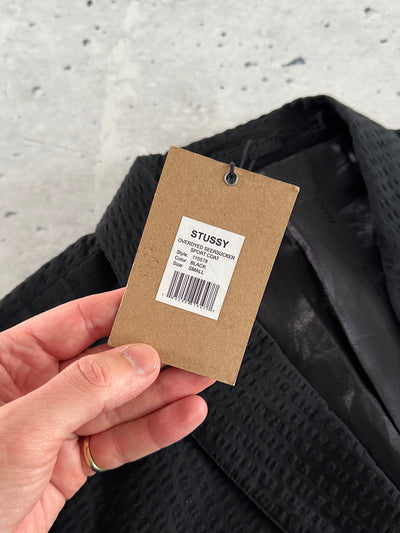 STUSSY
OVERDYED SEERSUCKER
SPORT COAT
Style: 115578
Color: BLACK
Size: SMALL